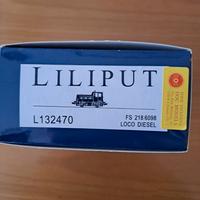 LILIPUT
L132470
FS 218 6098
LOCO DIESEL